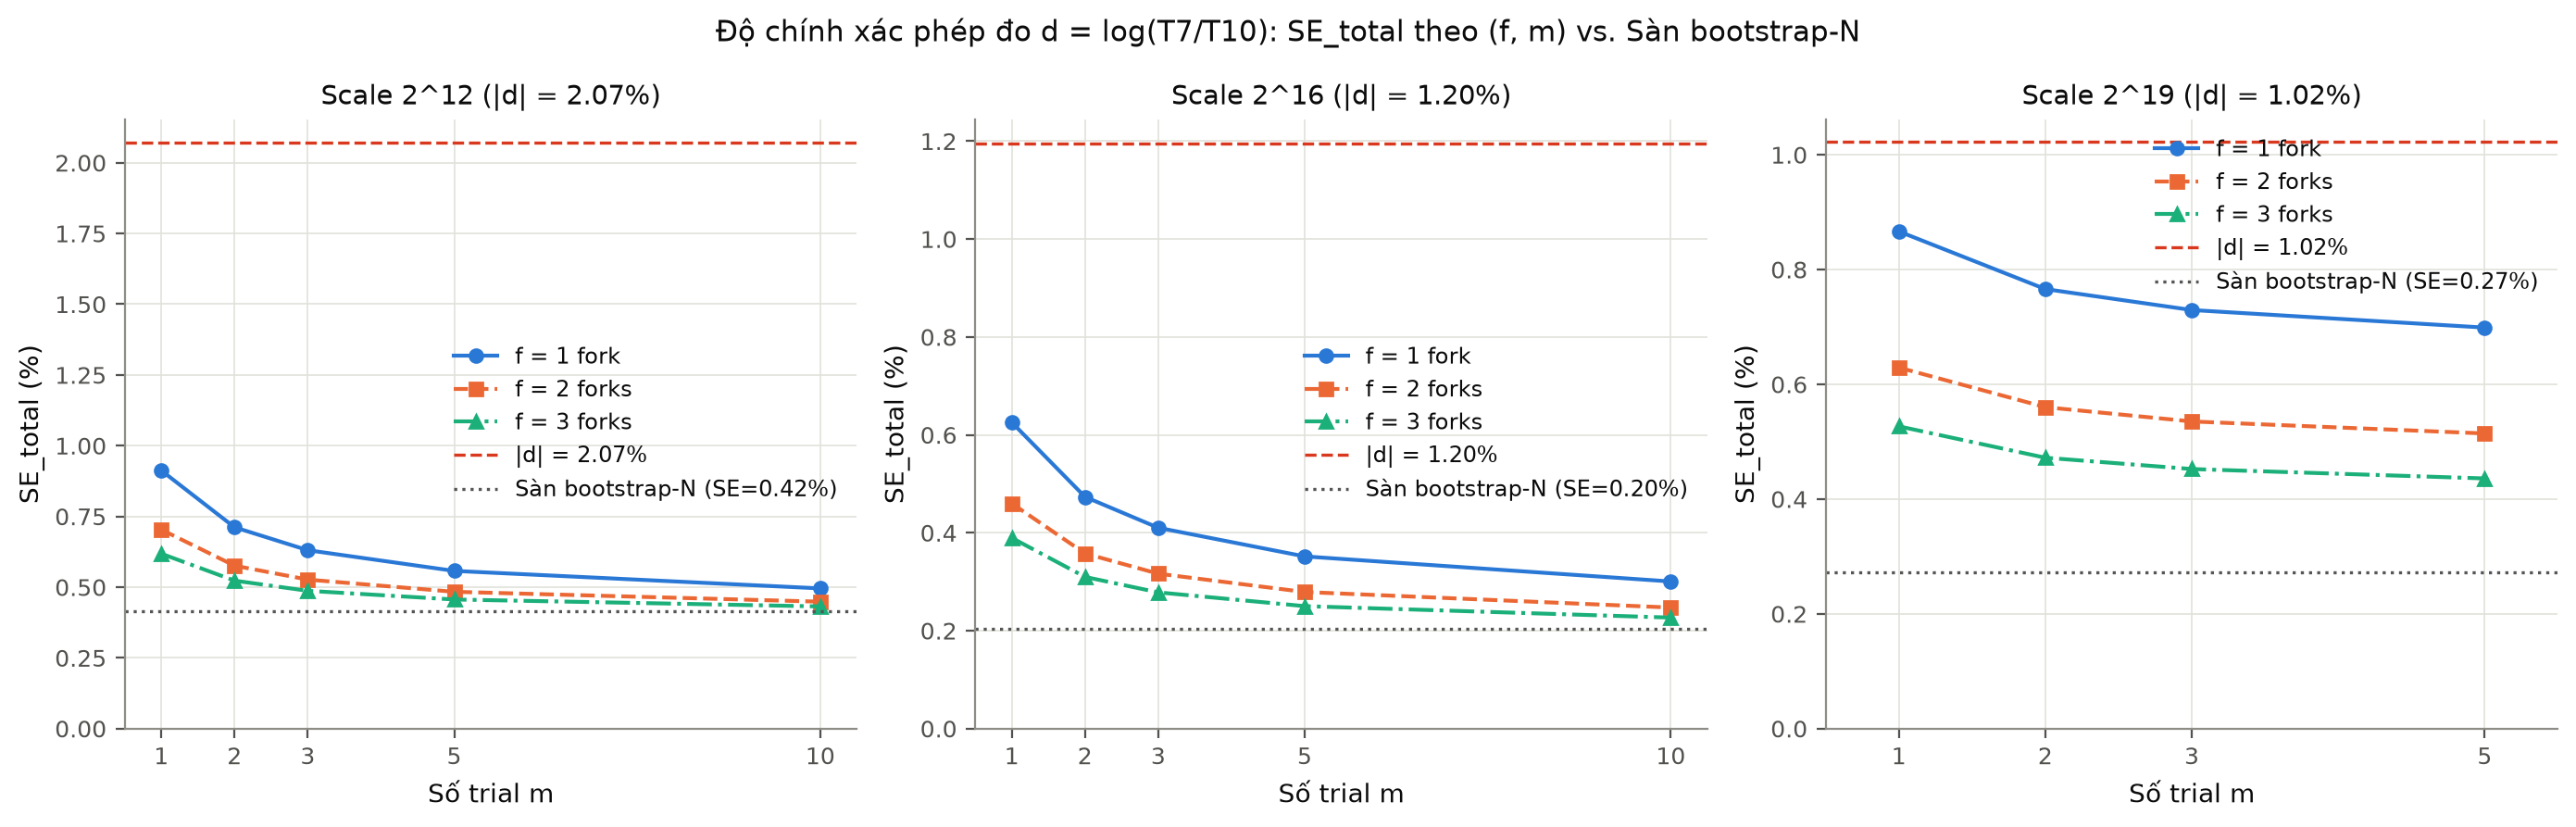 Độ chính xác phép đo d = log(T7/T10): SE_total theo (f, m) vs. Sàn bootstrap-N
Scale 2^12 (|d| = 2.07%)
SE_total (%)
2.00
1.75
1.50
1.25
1.00
0.75
0.50
0.25
0.00
f = 1 fork
f = 2 forks
f = 3 forks
|d| = 2.07%
Sàn bootstrap-N (SE=0.42%)
1 2 3 5 10
Số trial m
Scale 2^16 (|d| = 1.20%)
SE_total (%)
1.2
1.0
0.8
0.6
0.4
0.2
0.0
f = 1 fork
f = 2 forks
f = 3 forks
|d| = 1.20%
Sàn bootstrap-N (SE=0.20%)
1 2 3 5 10
Số trial m
Scale 2^19 (|d| = 1.02%)
SE_total (%)
1.0
0.8
0.6
0.4
0.2
0.0
f = 1 fork
f = 2 forks
f = 3 forks
|d| = 1.02%
Sàn bootstrap-N (SE=0.27%)
1 2 3 5
Số trial m